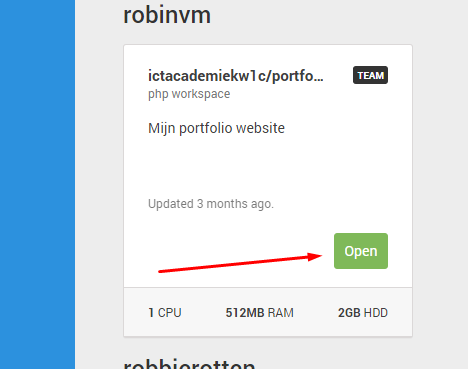 robinvm
ictacademiekw1c/portfo... TEAM
php workspace
Mijn portfolio website
Updated 3 months ago.
Open
1 CPU 512MB RAM 2GB HDD
robbierotten